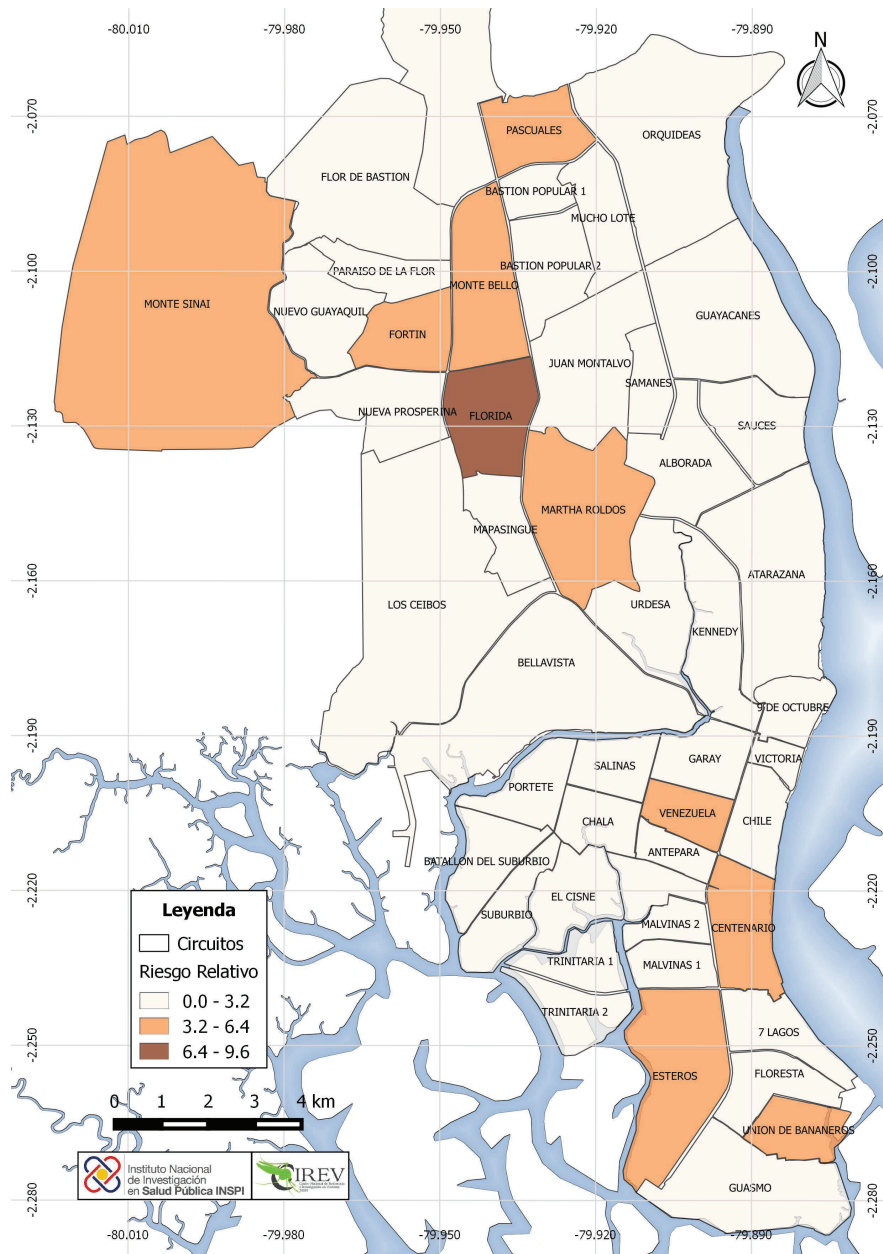 -80.010
-79.980
-79.950
-79.920
-79.890
N
-2.070
-2.070
PASCUALES
ORQUIDEAS
FLOR DE BASTION
BASTION POPULAR 1
MUCHO LOTE
BASTION POPULAR 2
-2.100
-2.100
PARAISO DE LA FLOR
MONTE BELLO
MONTE SINAI
NUEVO GUAYAQUIL
GUAYACANES
FORTIN
JUAN MONTALVO
SAMANES
NUEVA PROSPERINA
FLORIDA
SAUCES
-2.130
-2.130
ALBORADA
MARTHA ROLDOS
MAPASINGUE
-2.160
-2.160
ATARAZANA
LOS CEIBOS
URDESA
KENNEDY
BELLAVISTA
9 DE OCTUBRE
-2.190
-2.190
VICTORIA
GARAY
SALINAS
PORTETE
VENEZUELA
CHALA
CHILE
ANTEPARA
BATALLON DEL SUBURBIO
-2.220
-2.220
EL CISNE
SUBURBIO
MALVINAS 2
CENTENARIO
TRINITARIA 1
MALVINAS 1
TRINITARIA 2
7 LAGOS
-2.250
-2.250
FLORESTA
ESTEROS
UNION DE BANANEROS
GUASMO
-2.280
-2.280
Leyenda
Circuitos
Riesgo Relativo
0.0 - 3.2
3.2 - 6.4
6.4 - 9.6
0 1 2 3 4 km
Instituto Nacional
de Investigación
en Salud Pública INSPI
CIREV
-80.010
-79.980
-79.950
-79.920
-79.890